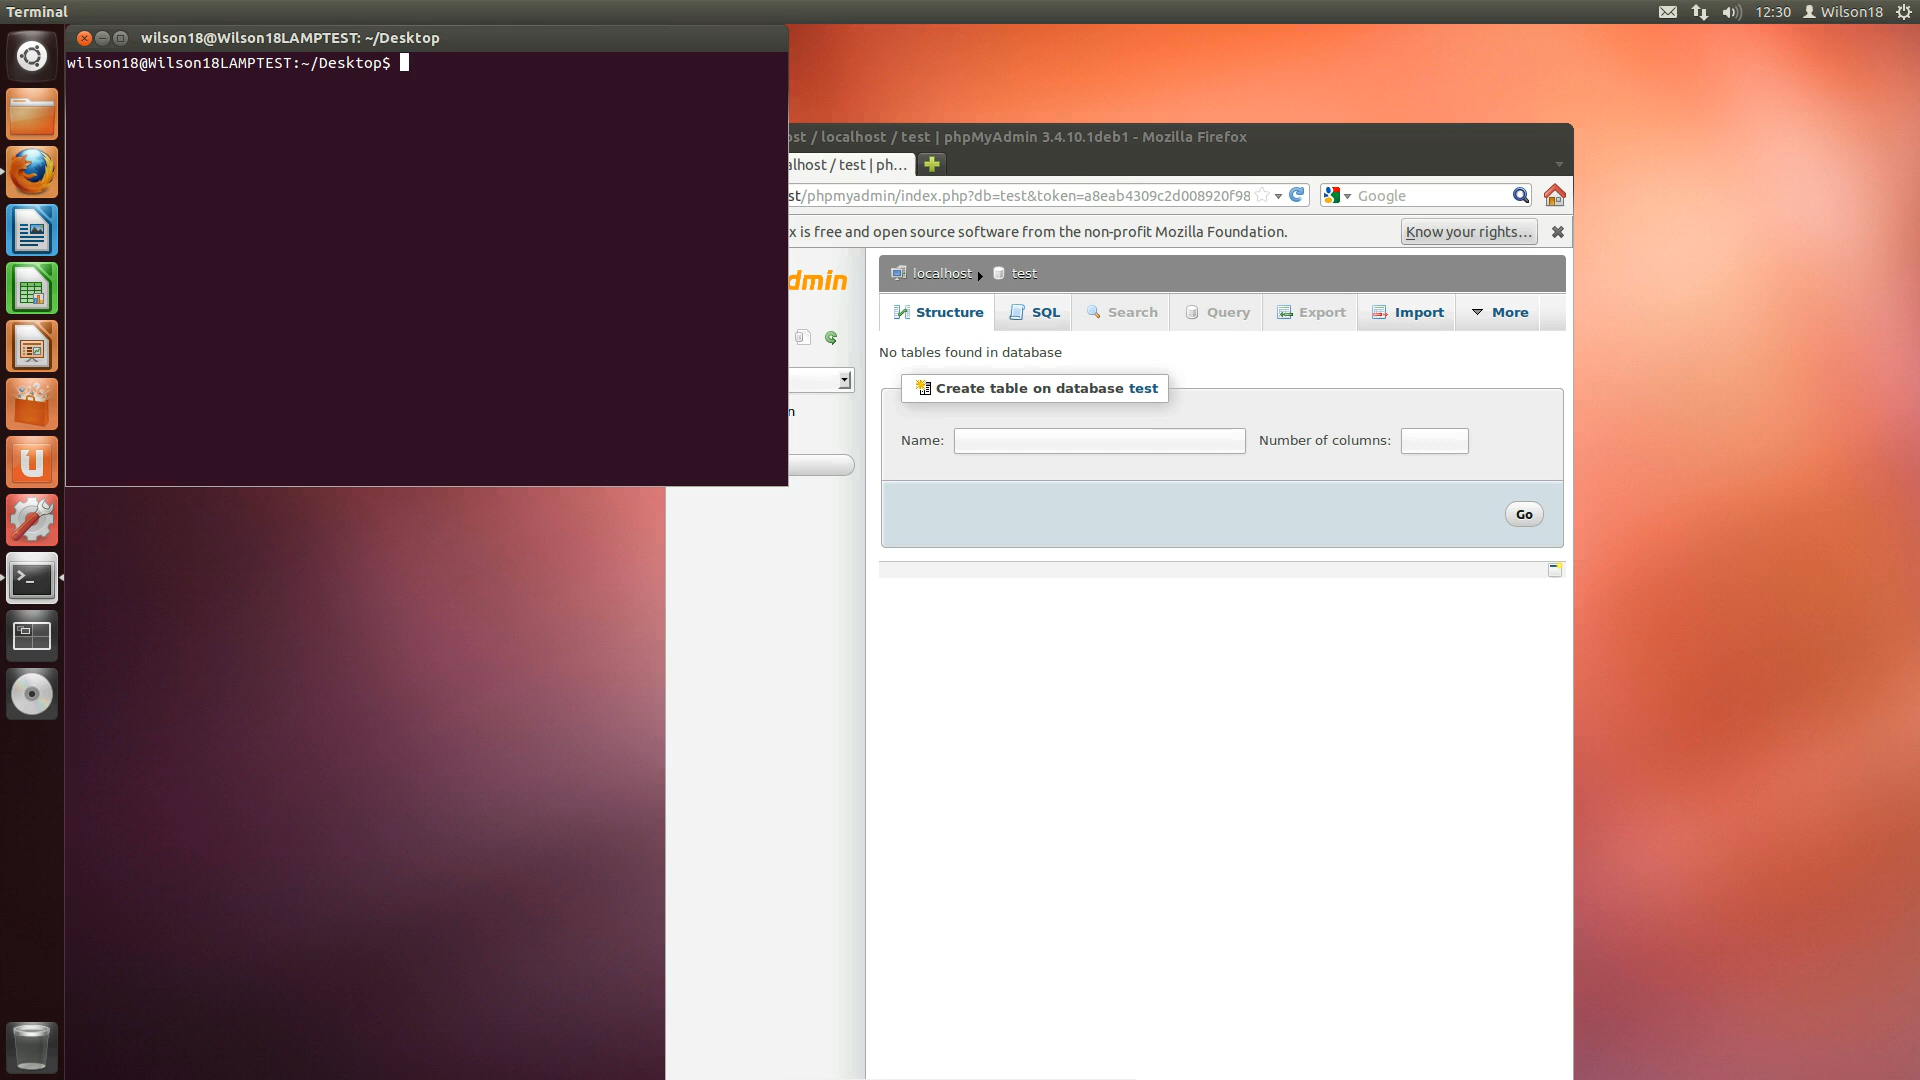 Terminal
12:30 Wilson18
wilson18@Wilson18LAMPTEST: ~/Desktop
wilson18@Wilson18LAMPTEST:~/Desktop$
ost / localhost / test | phpMyAdmin 3.4.10.1deb1 - Mozilla Firefox
alhost / test | ph...
st/phpmyadmin/index.php?db=test&token=a8eab4309c2d008920f98
Google
x is free and open source software from the non-profit Mozilla Foundation.
Know your rights...
dmin
localhost test
Structure SQL Search Query Export Import More
No tables found in database
Create table on database test
n
Name: Number of columns:
Go